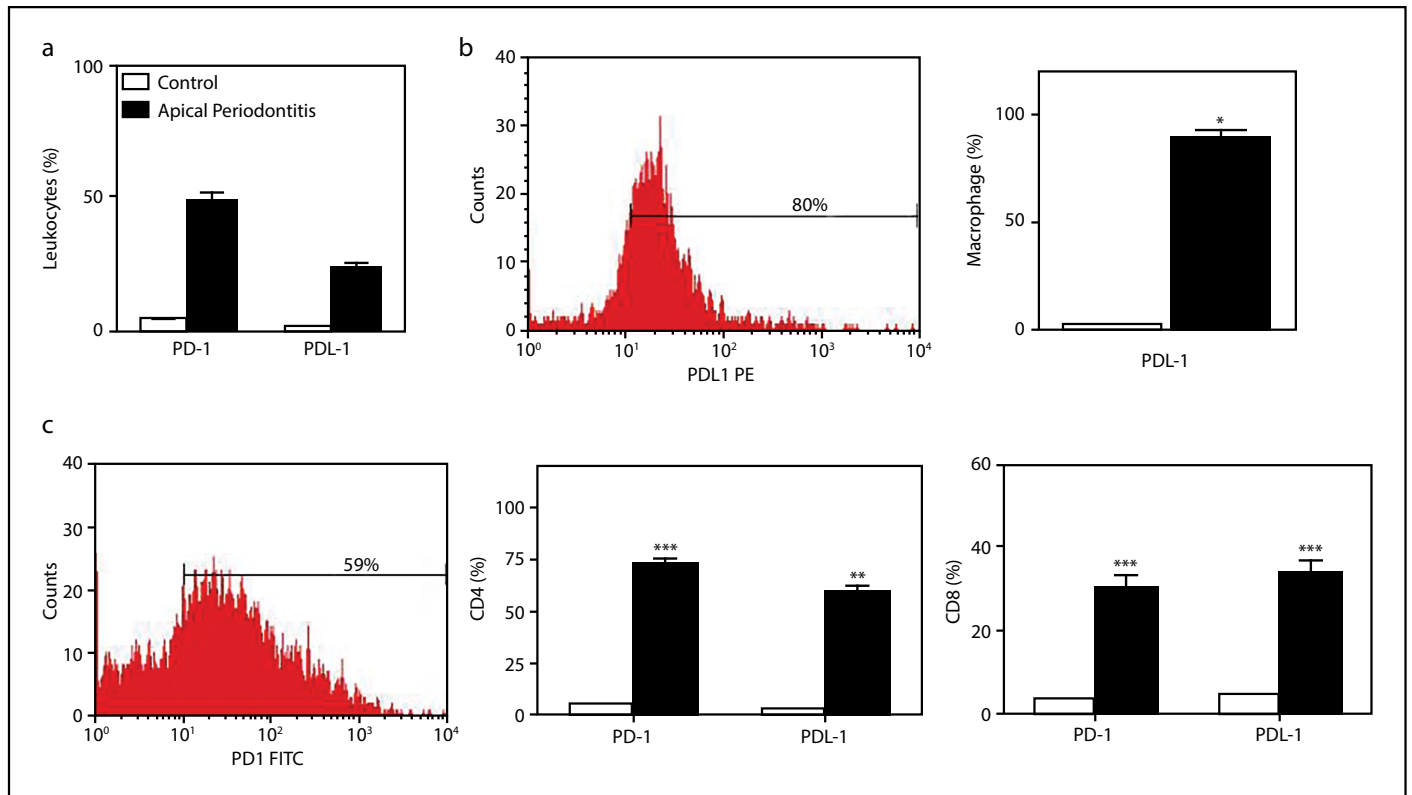 a
100
50
0
Leukocytes (%)
Control
Apical Periodontitis
PD-1 PDL-1
b
40
30
20
10
0
Counts
80%
10⁰ 10¹ 10² 10³ 10⁴
PDL1 PE
100
50
0
Macrophage (%)
*
PDL-1
c
40
30
20
10
0
Counts
59%
10⁰ 10¹ 10² 10³ 10⁴
PD1 FITC
100
75
50
25
0
CD4 (%)
*** **
PD-1 PDL-1
60
40
20
0
CD8 (%)
*** ***
PD-1 PDL-1